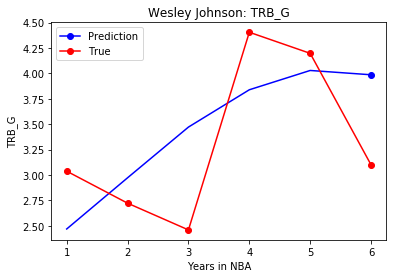 Wesley Johnson: TRB_G
Prediction
True
4.50
4.25
4.00
3.75
3.50
3.25
3.00
2.75
2.50
TRB_G
1 2 3 4 5 6
Years in NBA